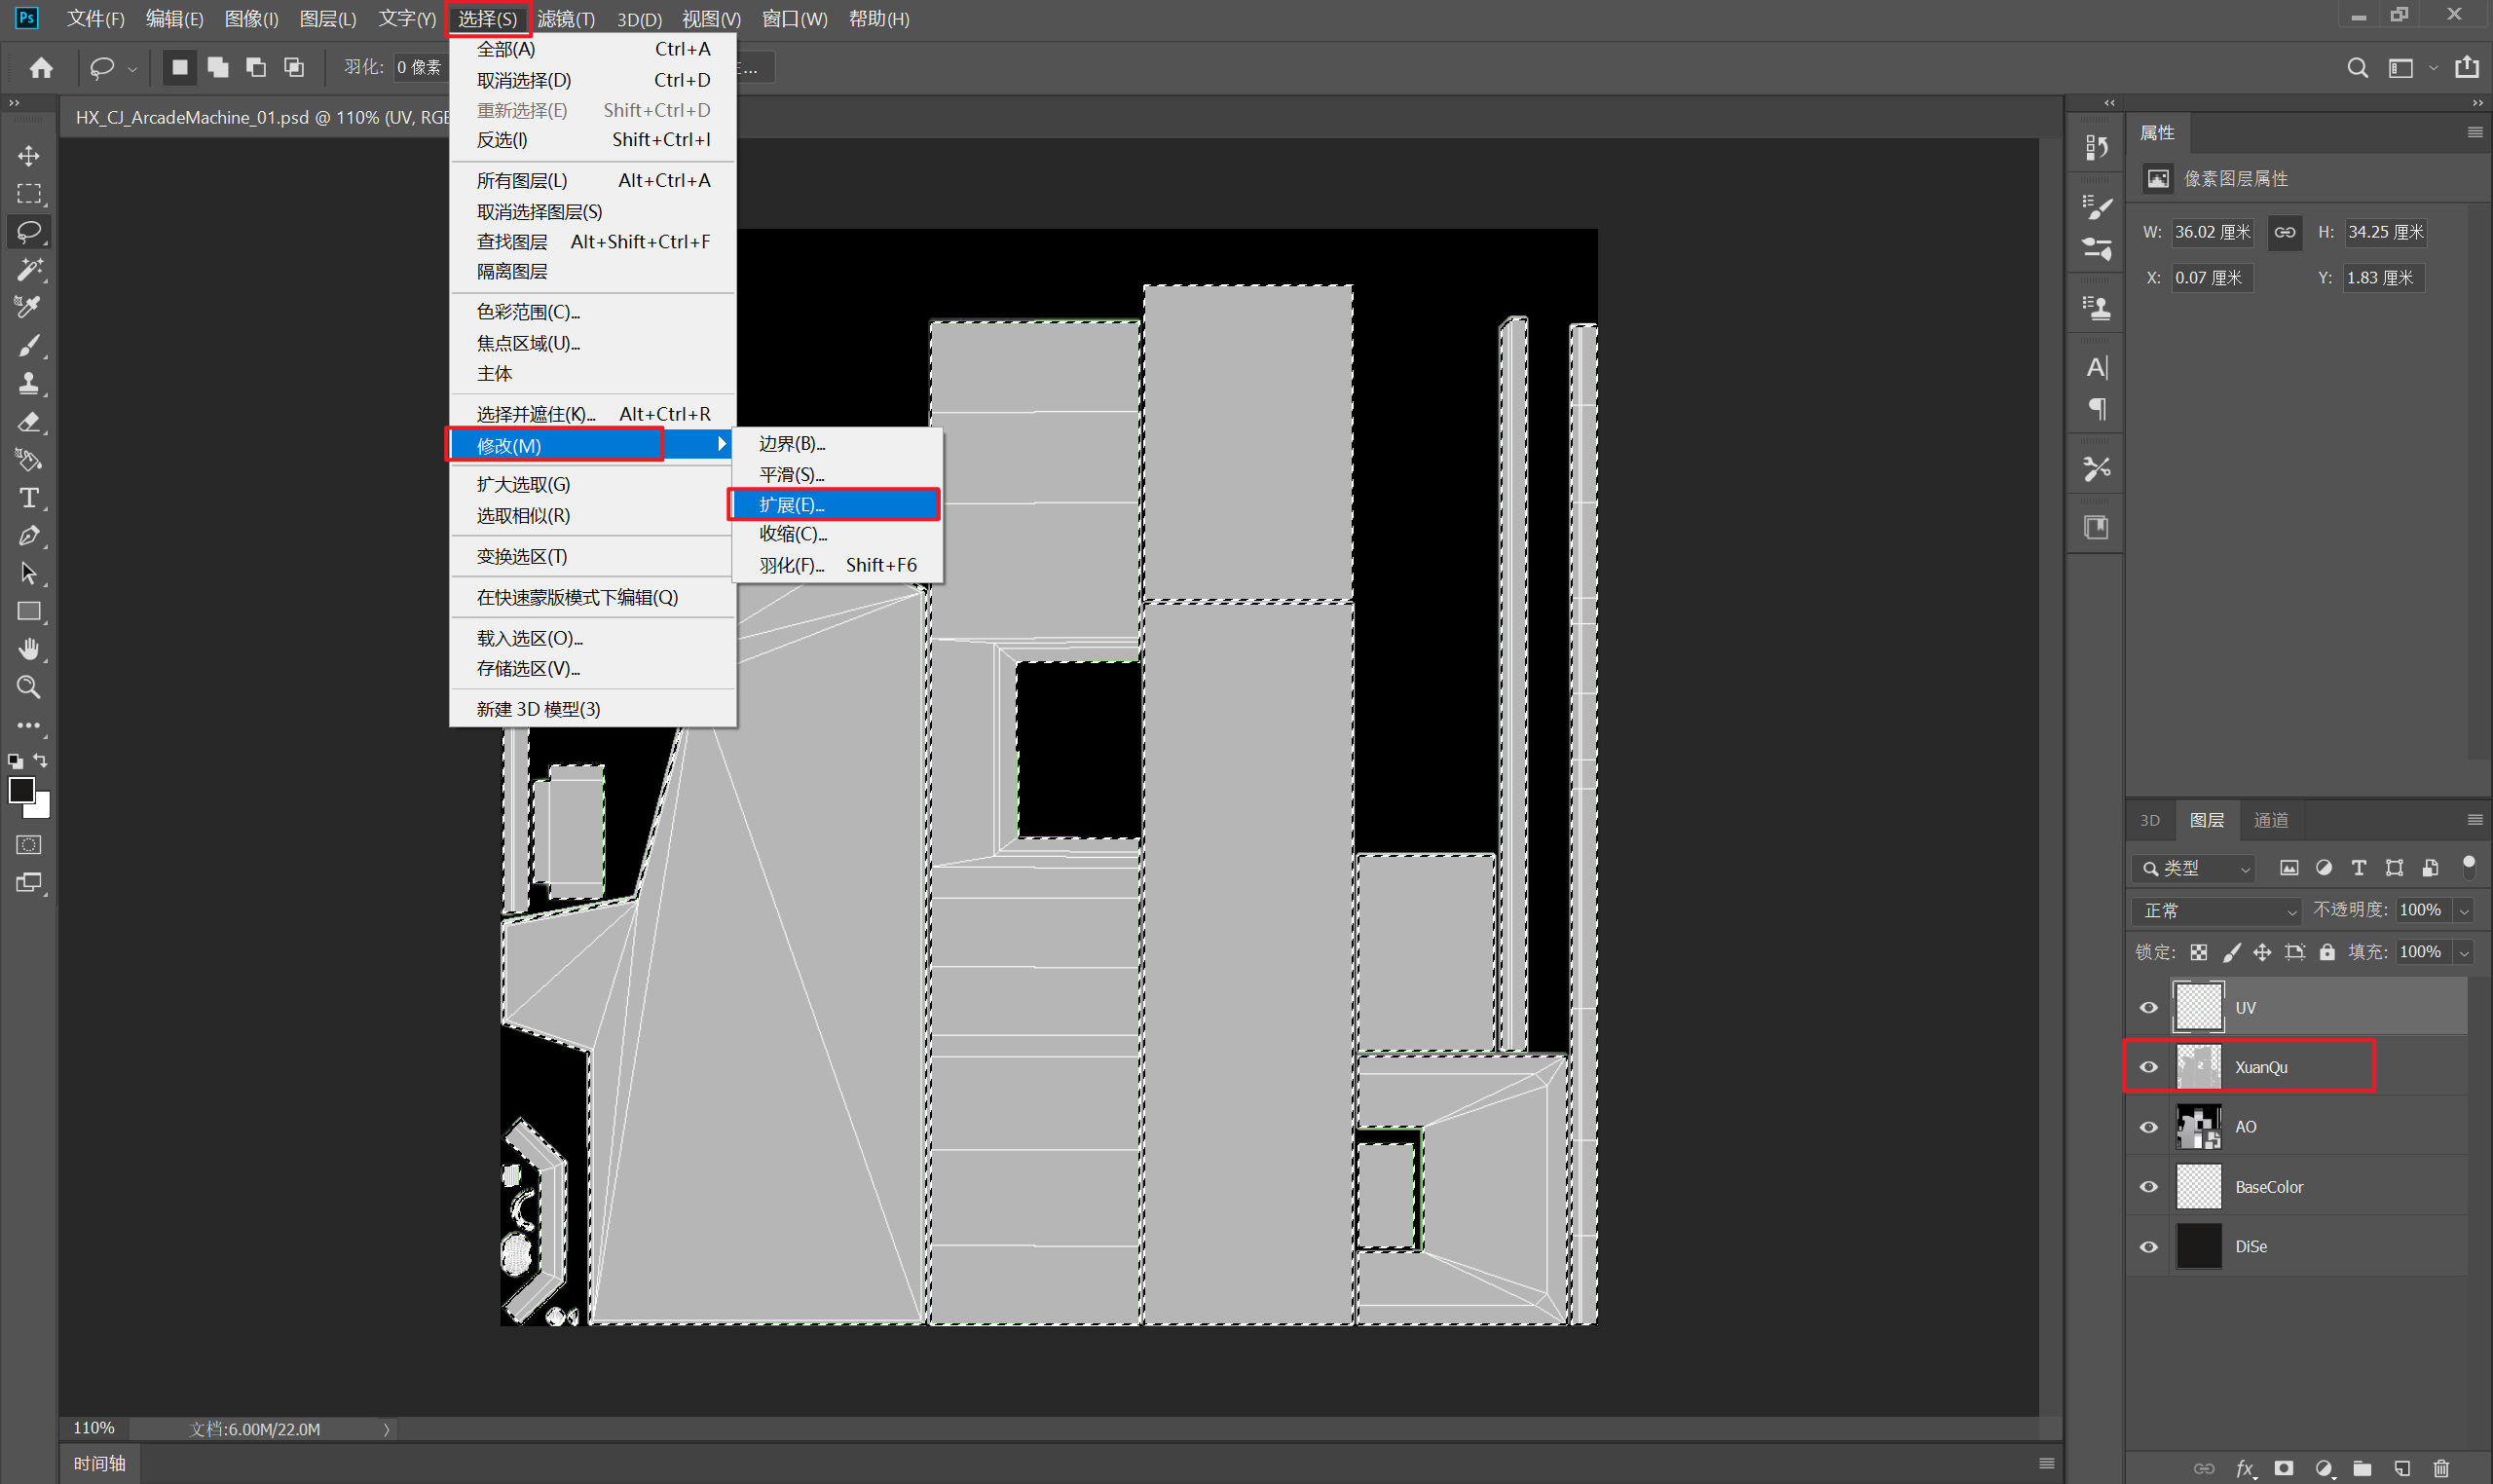 Ps 文件(F) 编辑(E) 图像(I) 图层(L) 文字(Y) 选择(S) 滤镜(T) 3D(D) 视图(V) 窗口(W) 帮助(H)
羽化: 0 像素
HX_CJ_ArcadeMachine_01.psd @ 110% (UV, RGB
全部(A) Ctrl+A
取消选择(D) Ctrl+D
重新选择(E) Shift+Ctrl+D
反选(I) Shift+Ctrl+I
所有图层(L) Alt+Ctrl+A
取消选择图层(S)
查找图层 Alt+Shift+Ctrl+F
隔离图层
色彩范围(C)...
焦点区域(U)...
主体
选择并遮住(K)... Alt+Ctrl+R
修改(M)
扩大选取(G)
选取相似(R)
变换选区(T)
在快速蒙版模式下编辑(Q)
载入选区(O)...
存储选区(V)...
新建 3D 模型(3)
边界(B)...
平滑(S)...
扩展(E)...
收缩(C)...
羽化(F)... Shift+F6
属性
像素图层属性
W: 36.02 厘米 H: 34.25 厘米
X: 0.07 厘米 Y: 1.83 厘米
3D 图层 通道
类型
正常 不透明度: 100%
锁定: 填充: 100%
UV
XuanQu
AO
BaseColor
DiSe
110% 文档:6.00M/22.0M
时间轴